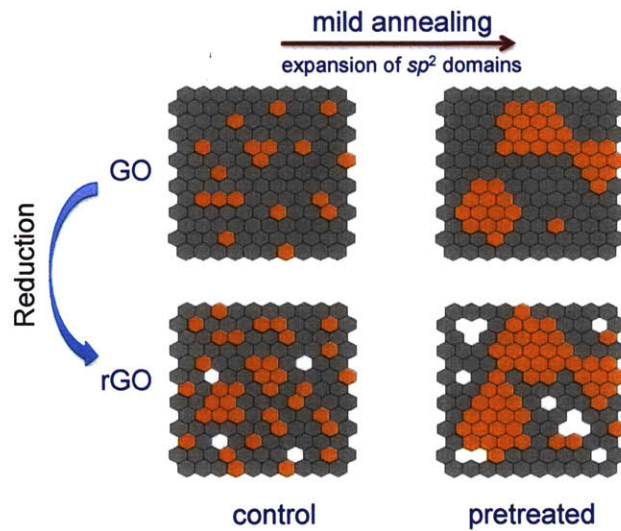 mild annealing
expansion of sp² domains
GO
Reduction
rGO
control
pretreated